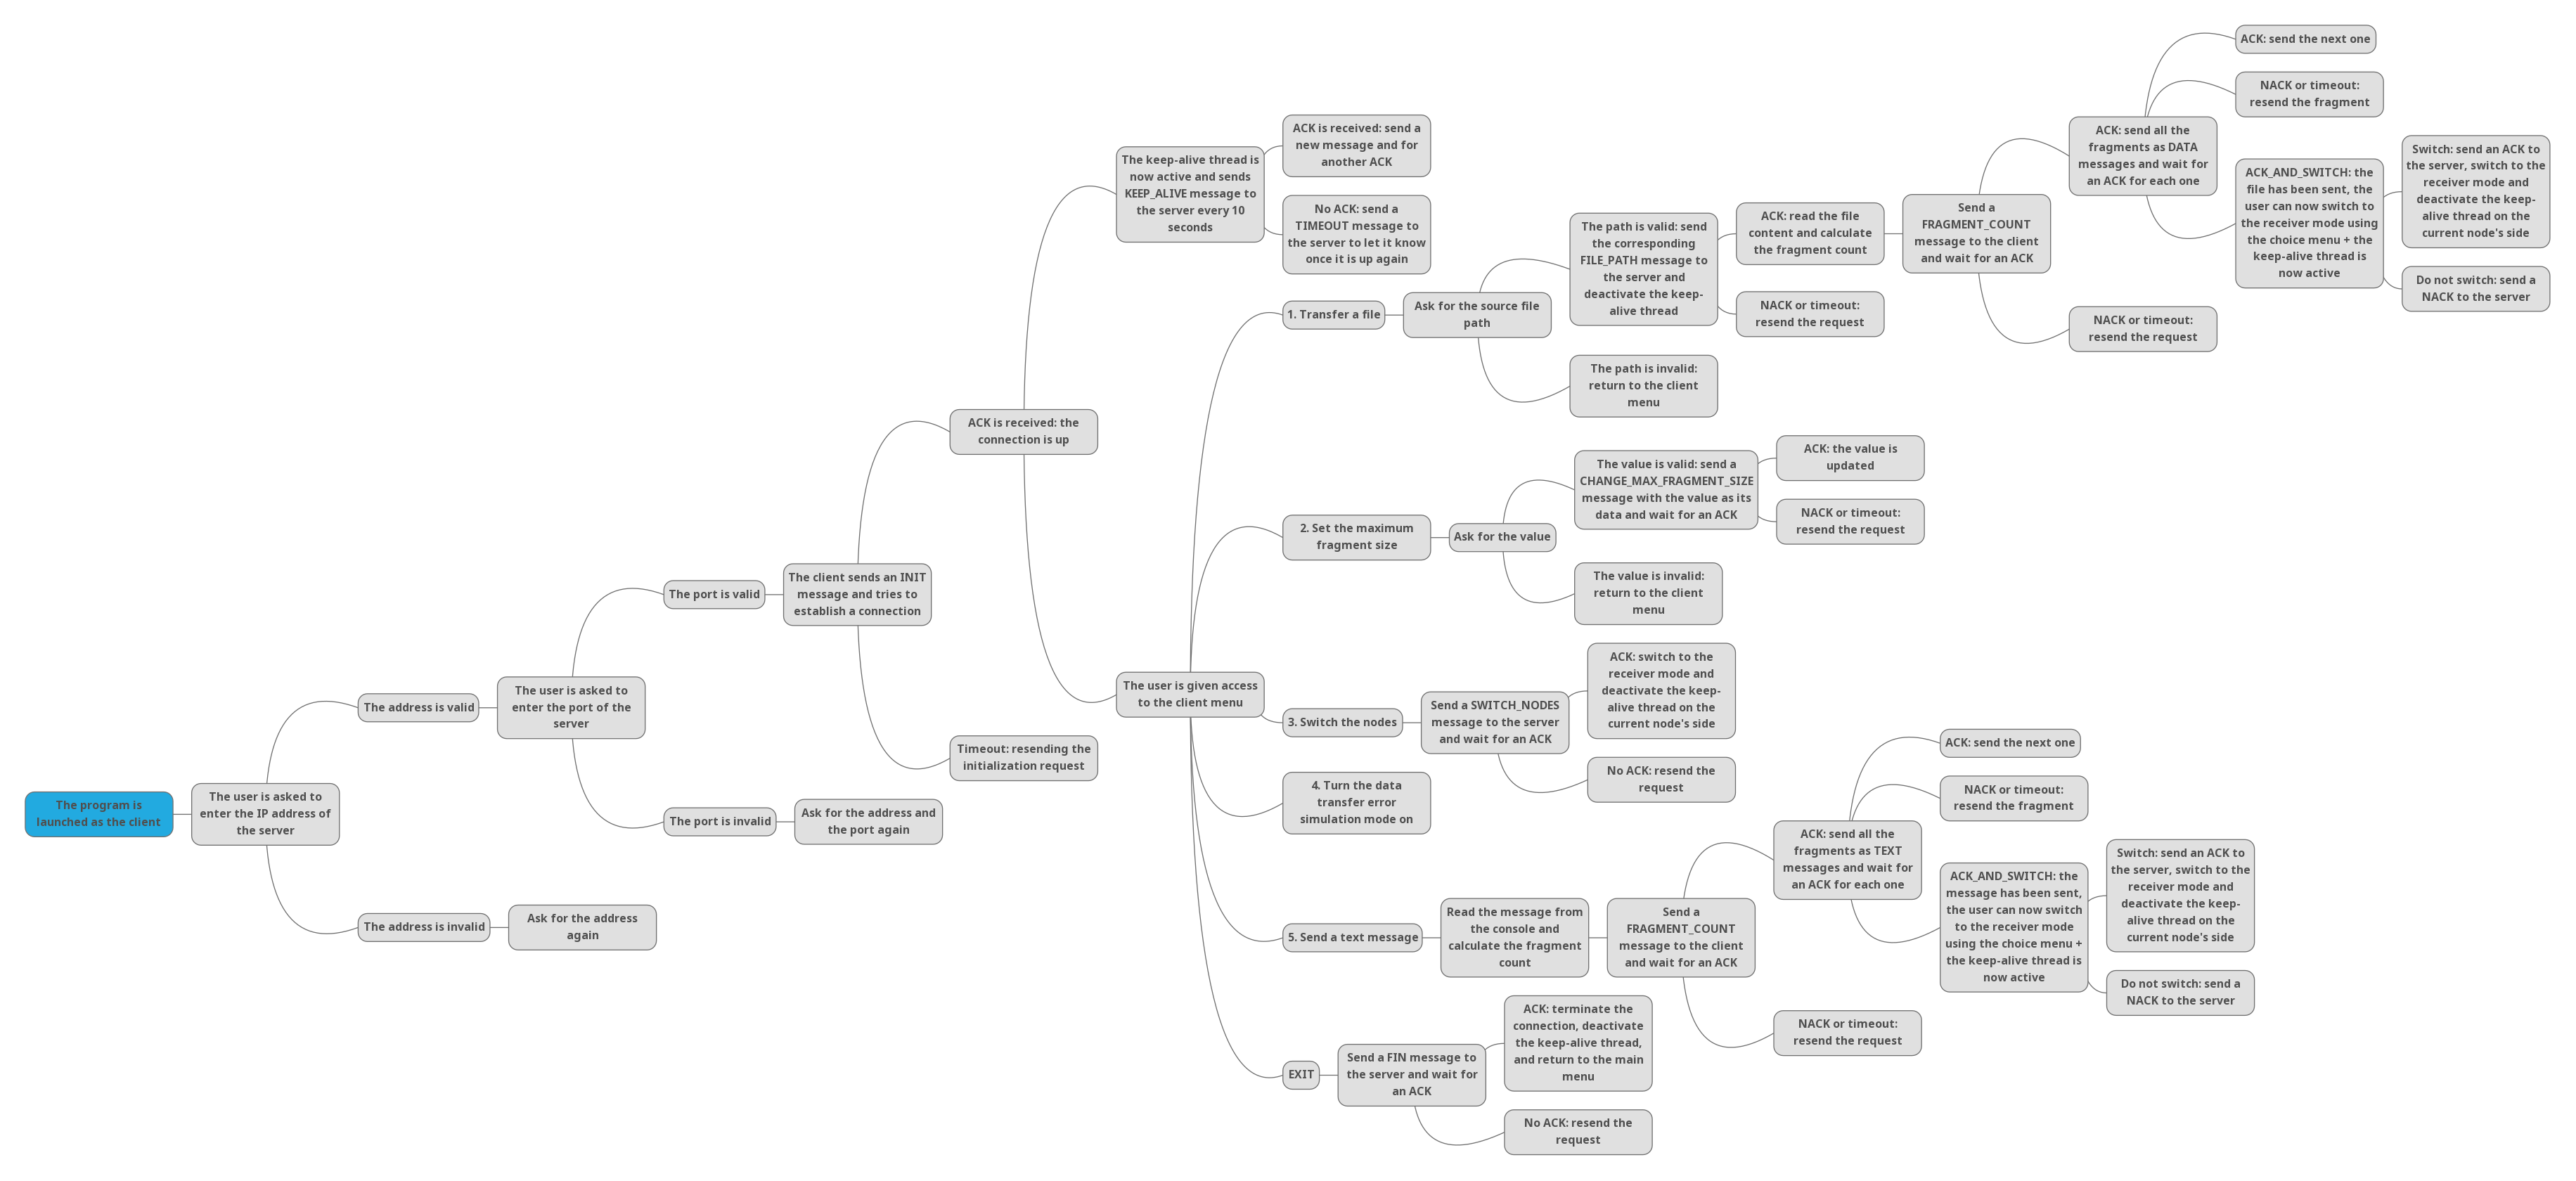 The program is
launched as the client
The user is asked to
enter the IP address of
the server
The address is valid
The user is asked to
enter the port of the
server
The port is valid
The client sends an INIT
message and tries to
establish a connection
ACK is received: the
connection is up
The keep-alive thread is
now active and sends
KEEP_ALIVE message to
the server every 10
seconds
ACK is received: send a
new message and for
another ACK
No ACK: send a
TIMEOUT message to
the server to let it know
once it is up again
The user is given access
to the client menu
1. Transfer a file
Ask for the source file
path
The path is valid: send
the corresponding
FILE_PATH message to
the server and
deactivate the keep-
alive thread
ACK: read the file
content and calculate
the fragment count
Send a
FRAGMENT_COUNT
message to the client
and wait for an ACK
ACK: send all the
fragments as DATA
messages and wait for
an ACK for each one
ACK: send the next one
NACK or timeout:
resend the fragment
ACK_AND_SWITCH: the
file has been sent, the
user can now switch to
the receiver mode using
the choice menu + the
keep-alive thread is
now active
Switch: send an ACK to
the server, switch to the
receiver mode and
deactivate the keep-
alive thread on the
current node's side
Do not switch: send a
NACK to the server
NACK or timeout:
resend the request
NACK or timeout:
resend the request
The path is invalid:
return to the client
menu
2. Set the maximum
fragment size
Ask for the value
The value is valid: send a
CHANGE_MAX_FRAGMENT_SIZE
message with the value as its
data and wait for an ACK
ACK: the value is
updated
NACK or timeout:
resend the request
The value is invalid:
return to the client
menu
3. Switch the nodes
Send a SWITCH_NODES
message to the server
and wait for an ACK
ACK: switch to the
receiver mode and
deactivate the keep-
alive thread on the
current node's side
No ACK: resend the
request
4. Turn the data
transfer error
simulation mode on
5. Send a text message
Read the message from
the console and
calculate the fragment
count
Send a
FRAGMENT_COUNT
message to the client
and wait for an ACK
ACK: send all the
fragments as TEXT
messages and wait for
an ACK for each one
ACK: send the next one
NACK or timeout:
resend the fragment
ACK_AND_SWITCH: the
message has been sent,
the user can now switch
to the receiver mode
using the choice menu +
the keep-alive thread is
now active
Switch: send an ACK to
the server, switch to the
receiver mode and
deactivate the keep-
alive thread on the
current node's side
Do not switch: send a
NACK to the server
NACK or timeout:
resend the request
EXIT
Send a FIN message to
the server and wait for
an ACK
ACK: terminate the
connection, deactivate
the keep-alive thread,
and return to the main
menu
No ACK: resend the
request
Timeout: resending the
initialization request
The port is invalid
Ask for the address and
the port again
The address is invalid
Ask for the address
again